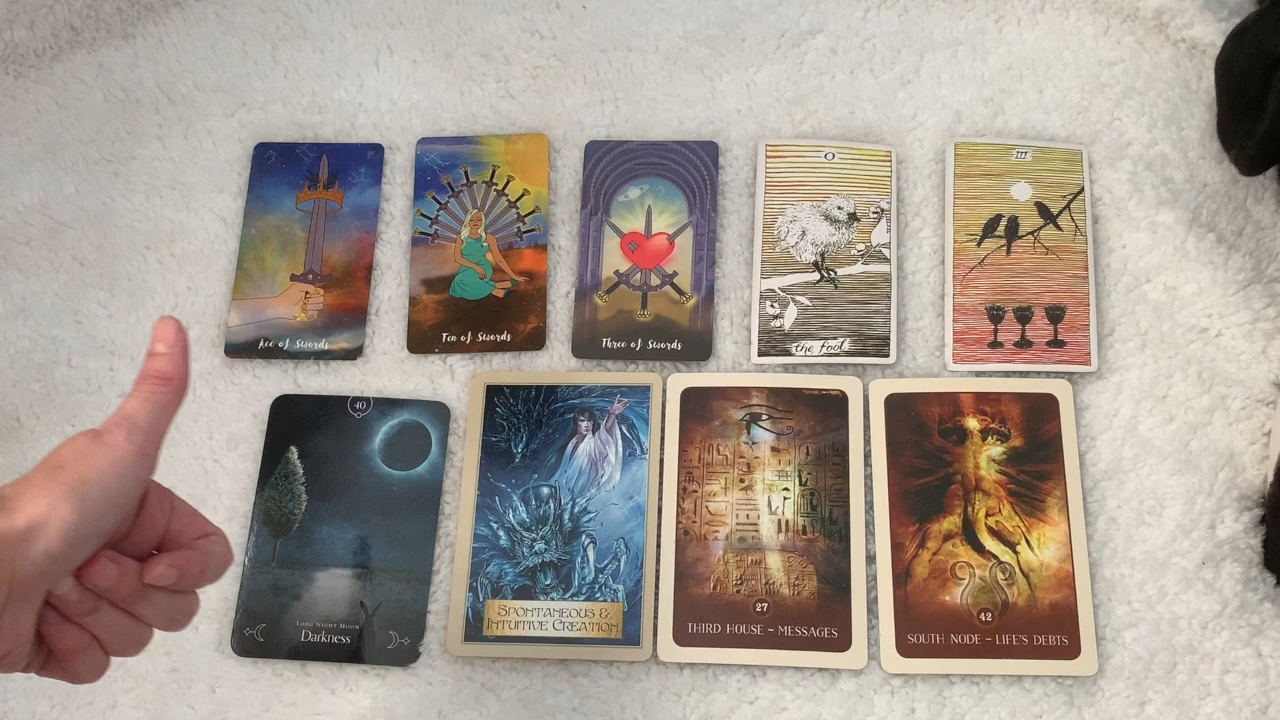 Ace of Swords
Ten of Swords
Three of Swords
0
the fool
III
40
LONG NIGHT MOON
Darkness
SPONTANEOUS &
INTUITIVE CREATION
27
THIRD HOUSE ~ MESSAGES
42
SOUTH NODE ~ LIFE'S DEBTS